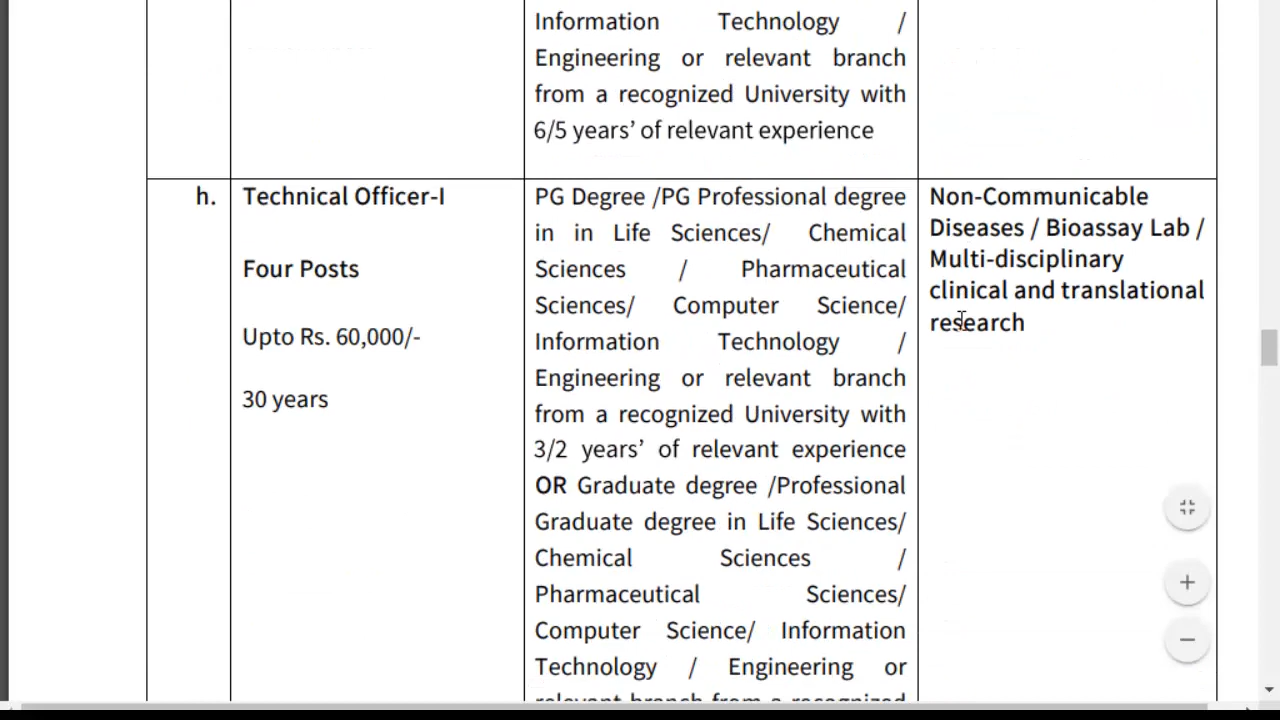 Information Technology /
Engineering or relevant branch
from a recognized University with
6/5 years’ of relevant experience
h.
Technical Officer-I
Four Posts
Upto Rs. 60,000/-
30 years
PG Degree /PG Professional degree
in in Life Sciences/ Chemical
Sciences / Pharmaceutical
Sciences/ Computer Science/
Information Technology /
Engineering or relevant branch
from a recognized University with
3/2 years’ of relevant experience
OR Graduate degree /Professional
Graduate degree in Life Sciences/
Chemical Sciences /
Pharmaceutical Sciences/
Computer Science/ Information
Technology / Engineering or
relevant branch from a recognized
Non-Communicable
Diseases / Bioassay Lab /
Multi-disciplinary
clinical and translational
research